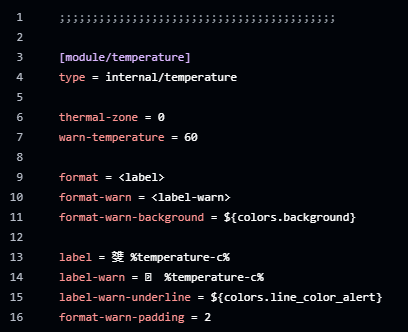 1 ;;;;;;;;;;;;;;;;;;;;;;;;;;;;;;;;;;;;;;;;;;
2
3 [module/temperature]
4 type = internal/temperature
5
6 thermal-zone = 0
7 warn-temperature = 60
8
9 format = <label>
10 format-warn = <label-warn>
11 format-warn-background = ${colors.background}
12
13 label = %temperature-c%
14 label-warn = %temperature-c%
15 label-warn-underline = ${colors.line_color_alert}
16 format-warn-padding = 2